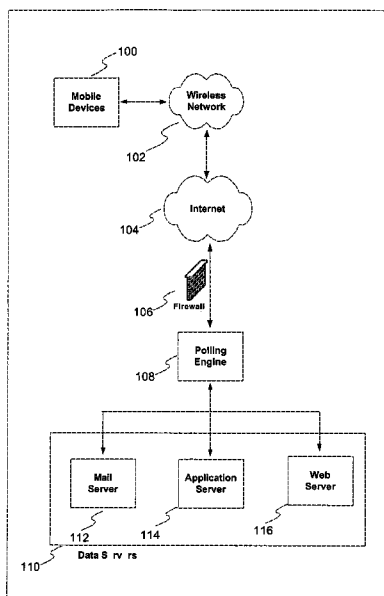 100
Mobile
Devices
Wireless
Network
102
Internet
104
106
Firewall
Polling
Engine
108
Mail
Server
Application
Server
Web
Server
112
114
116
110
Data S rv rs